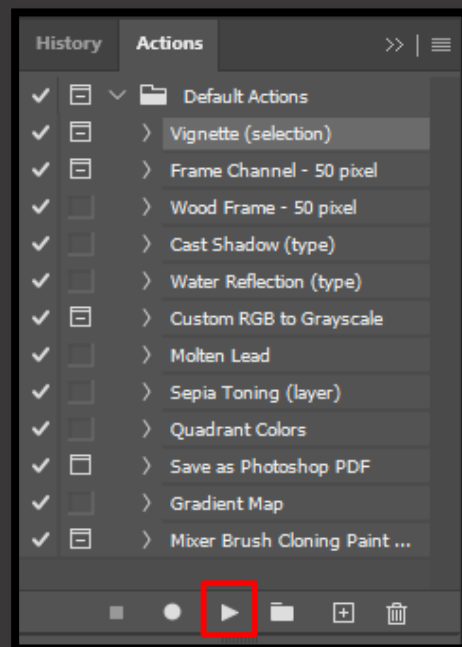 History Actions
Default Actions
Vignette (selection)
Frame Channel - 50 pixel
Wood Frame - 50 pixel
Cast Shadow (type)
Water Reflection (type)
Custom RGB to Grayscale
Molten Lead
Sepia Toning (layer)
Quadrant Colors
Save as Photoshop PDF
Gradient Map
Mixer Brush Cloning Paint ...